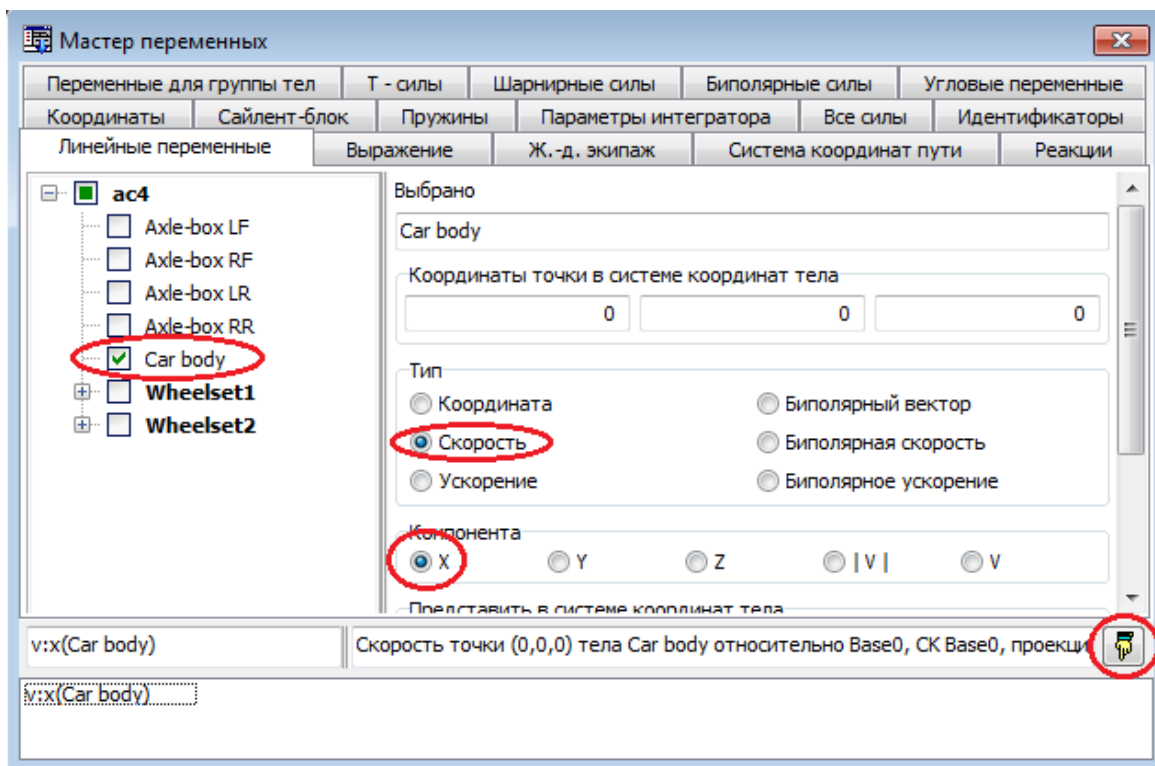 Мастер переменных
Переменные для группы тел Т - силы Шарнирные силы Биполярные силы Угловые переменные
Координаты Сайлент-блок Пружины Параметры интегратора Все силы Идентификаторы
Линейные переменные Выражение Ж.-д. экипаж Система координат пути Реакции
ac4
Axle-box LF
Axle-box RF
Axle-box LR
Axle-box RR
Car body
Wheelset1
Wheelset2
Выбрано
Car body
Координаты точки в системе координат тела
0 0 0
Тип
Координата Биполярный вектор
Скорость Биполярная скорость
Ускорение Биполярное ускорение
Компонента
X Y Z | V | V
Представить в системе координат тела
v:x(Car body) Скорость точки (0,0,0) тела Car body относительно Base0, СК Base0, проекци
v:x(Car body)